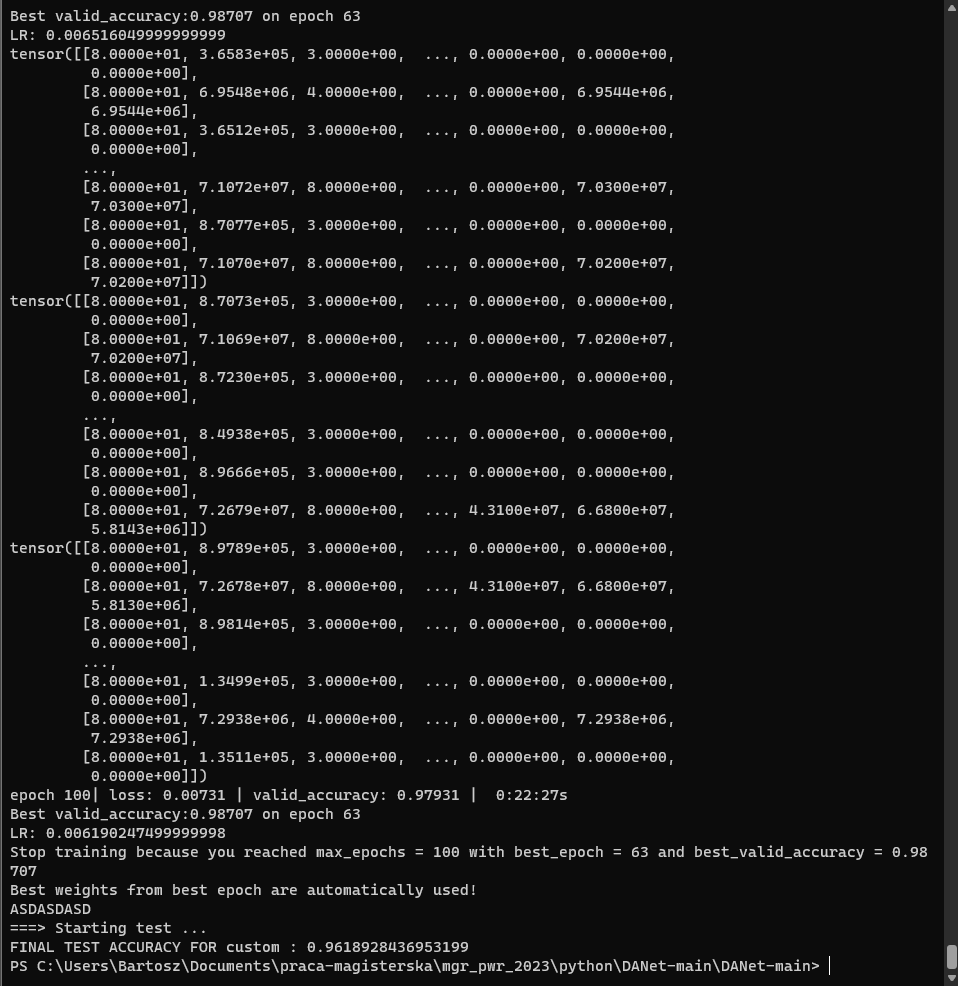 Best valid_accuracy:0.98707 on epoch 63
LR: 0.006516049999999999
tensor([[8.0000e+01, 3.6583e+05, 3.0000e+00,  ..., 0.0000e+00, 0.0000e+00,
         0.0000e+00],
        [8.0000e+01, 6.9548e+06, 4.0000e+00,  ..., 0.0000e+00, 6.9544e+06,
         6.9544e+06],
        [8.0000e+01, 3.6512e+05, 3.0000e+00,  ..., 0.0000e+00, 0.0000e+00,
         0.0000e+00],
        ...,
        [8.0000e+01, 7.1072e+07, 8.0000e+00,  ..., 0.0000e+00, 7.0300e+07,
         7.0300e+07],
        [8.0000e+01, 8.7077e+05, 3.0000e+00,  ..., 0.0000e+00, 0.0000e+00,
         0.0000e+00],
        [8.0000e+01, 7.1070e+07, 8.0000e+00,  ..., 0.0000e+00, 7.0200e+07,
         7.0200e+07]])
tensor([[8.0000e+01, 8.7073e+05, 3.0000e+00,  ..., 0.0000e+00, 0.0000e+00,
         0.0000e+00],
        [8.0000e+01, 7.1069e+07, 8.0000e+00,  ..., 0.0000e+00, 7.0200e+07,
         7.0200e+07],
        [8.0000e+01, 8.7230e+05, 3.0000e+00,  ..., 0.0000e+00, 0.0000e+00,
         0.0000e+00],
        ...,
        [8.0000e+01, 8.4938e+05, 3.0000e+00,  ..., 0.0000e+00, 0.0000e+00,
         0.0000e+00],
        [8.0000e+01, 8.9666e+05, 3.0000e+00,  ..., 0.0000e+00, 0.0000e+00,
         0.0000e+00],
        [8.0000e+01, 7.2679e+07, 8.0000e+00,  ..., 4.3100e+07, 6.6800e+07,
         5.8143e+06]])
tensor([[8.0000e+01, 8.9789e+05, 3.0000e+00,  ..., 0.0000e+00, 0.0000e+00,
         0.0000e+00],
        [8.0000e+01, 7.2678e+07, 8.0000e+00,  ..., 4.3100e+07, 6.6800e+07,
         5.8130e+06],
        [8.0000e+01, 8.9814e+05, 3.0000e+00,  ..., 0.0000e+00, 0.0000e+00,
         0.0000e+00],
        ...,
        [8.0000e+01, 1.3499e+05, 3.0000e+00,  ..., 0.0000e+00, 0.0000e+00,
         0.0000e+00],
        [8.0000e+01, 7.2938e+06, 4.0000e+00,  ..., 0.0000e+00, 7.2938e+06,
         7.2938e+06],
        [8.0000e+01, 1.3511e+05, 3.0000e+00,  ..., 0.0000e+00, 0.0000e+00,
         0.0000e+00]])
epoch 100| loss: 0.00731 | valid_accuracy: 0.97931 |  0:22:27s
Best valid_accuracy:0.98707 on epoch 63
LR: 0.006190247499999998
Stop training because you reached max_epochs = 100 with best_epoch = 63 and best_valid_accuracy = 0.98
707
Best weights from best epoch are automatically used!
ASDASDASD
===> Starting test ...
FINAL TEST ACCURACY FOR custom : 0.9618928436953199
PS C:\Users\Bartosz\Documents\praca-magisterska\mgr_pwr_2023\python\DANet-main\DANet-main>